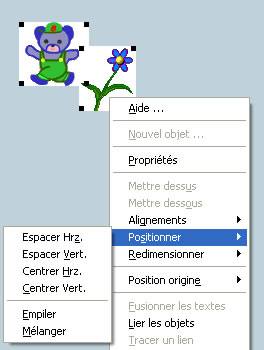 Aide ...
Nouvel objet ...
Propriétés
Mettre dessus
Mettre dessous
Alignements
Positionner
Redimensionner
Position origine
Fusionner les textes
Lier les objets
Tracer un lien
Espacer Hrz.
Espacer Vert.
Centrer Hrz.
Centrer Vert.
Empiler
Mélanger